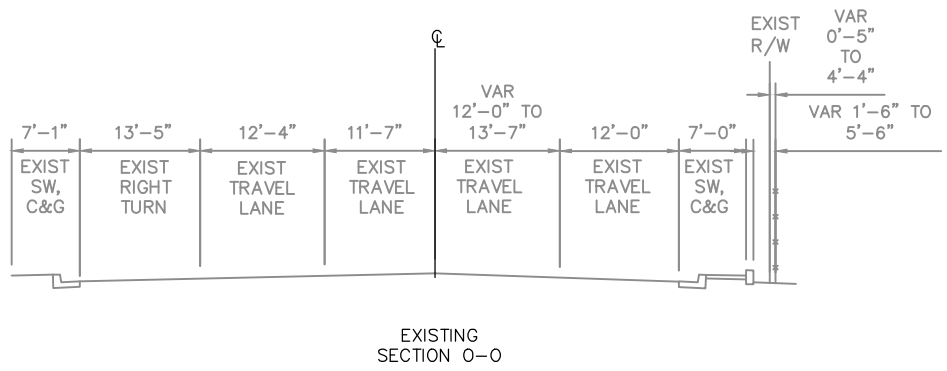 ℄
EXIST
R/W
VAR
0'-5"
TO
4'-4"
VAR 1'-6" TO
5'-6"
7'-1"
13'-5"
12'-4"
11'-7"
VAR
12'-0" TO
13'-7"
12'-0"
7'-0"
EXIST
SW,
C&G
EXIST
RIGHT
TURN
EXIST
TRAVEL
LANE
EXIST
TRAVEL
LANE
EXIST
TRAVEL
LANE
EXIST
TRAVEL
LANE
EXIST
SW,
C&G
EXISTING
SECTION O-O